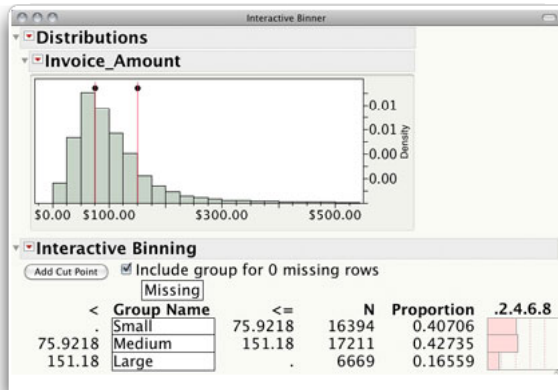 Interactive Binner
Distributions
Invoice_Amount
0.01
0.01
0.00
0.00
Density
$0.00 $100.00 $300.00 $500.00
Interactive Binning
Add Cut Point Include group for 0 missing rows
Missing
< Group Name <= N Proportion .2.4.6.8
. Small 75.9218 16394 0.40706
75.9218 Medium 151.18 17211 0.42735
151.18 Large . 6669 0.16559